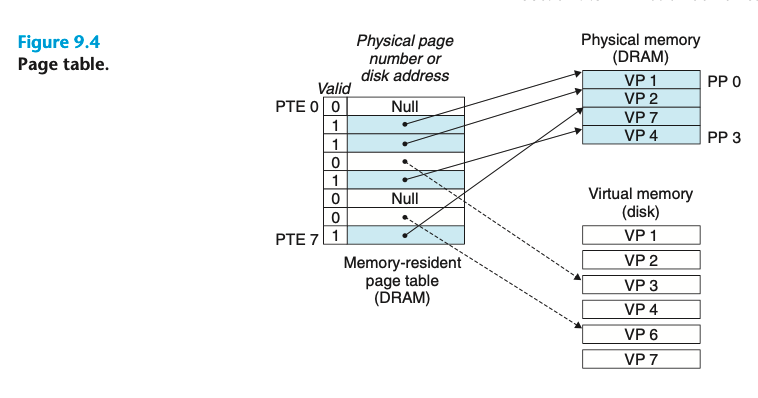 Figure 9.4
Page table.
Physical page
number or
disk address
Valid
PTE 0 0 Null
1
1
0
1
0 Null
0
PTE 7 1
Memory-resident
page table
(DRAM)
Physical memory
(DRAM)
VP 1 PP 0
VP 2
VP 7
VP 4 PP 3
Virtual memory
(disk)
VP 1
VP 2
VP 3
VP 4
VP 6
VP 7